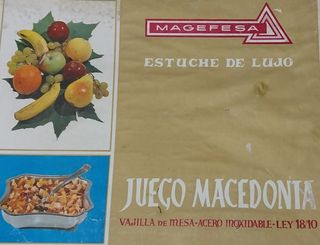 MAGEFESA
ESTUCHE DE LUJO
JUEGO MACEDONIA
VAJILLA DE MESA-ACERO INOXIDABLE-LEY 18/10